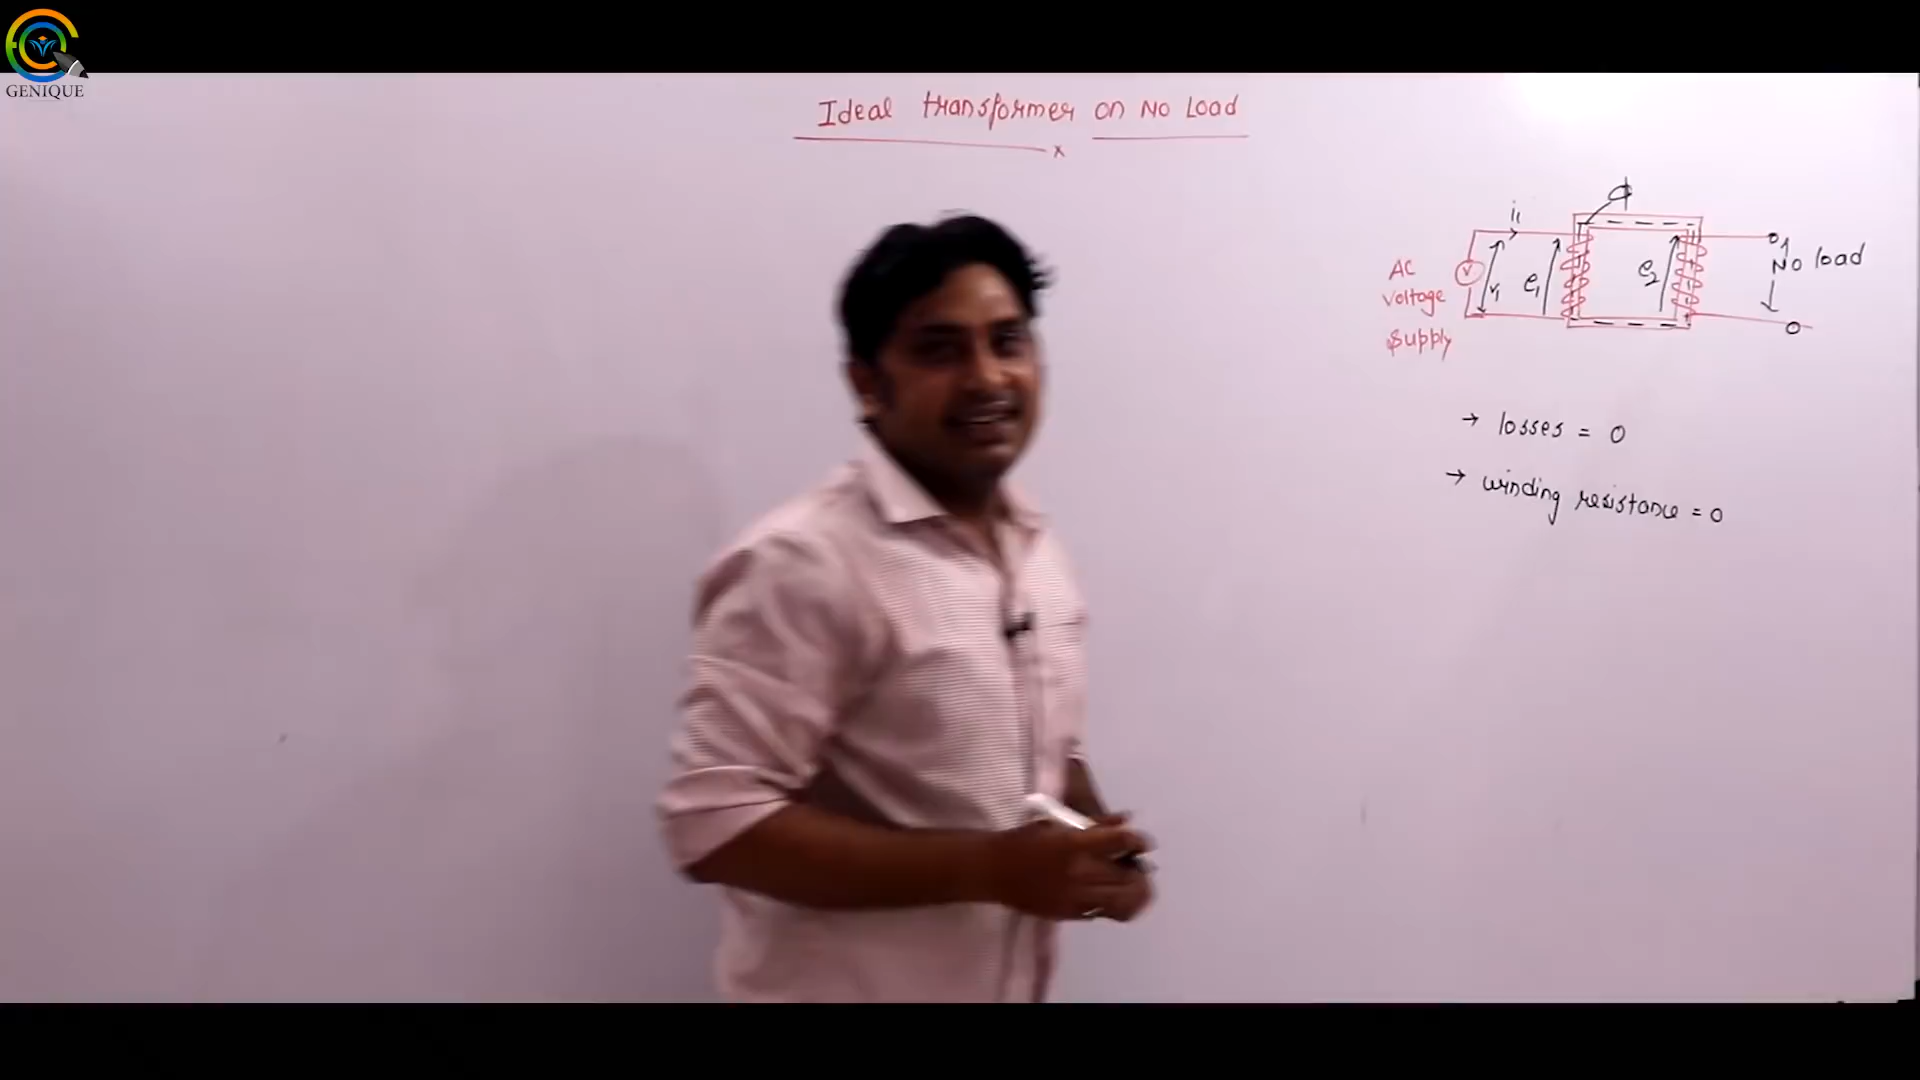 GENIQUE
Ideal transformer on No Load
x
ϕ
i1
AC
Voltage
Supply
V
v1
e1
e2
No load
→ losses = 0
→ winding resistance = 0